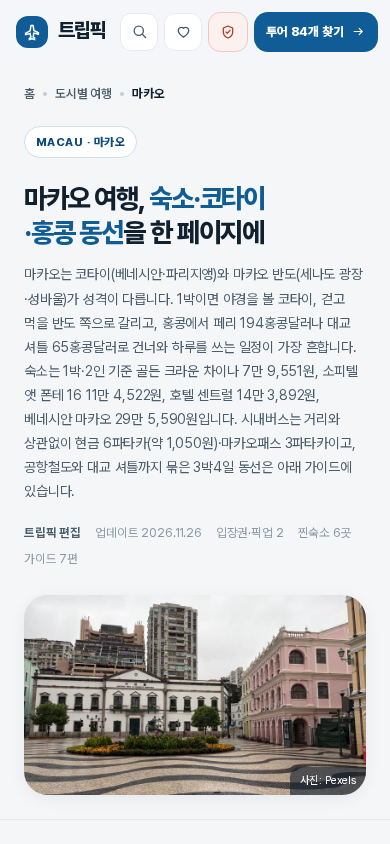 트립픽
투어 84개 찾기 →
홈 • 도시별 여행 • 마카오
MACAU · 마카오
마카오 여행, 숙소·코타이
·홍콩 동선을 한 페이지에
마카오는 코타이(베네시안·파리지앵)와 마카오 반도(세나도 광장
·성바울)가 성격이 다릅니다. 1박이면 야경을 볼 코타이, 걷고
먹을 반도 쪽으로 갈리고, 홍콩에서 페리 194홍콩달러나 대교
셔틀 65홍콩달러로 건너와 하루를 쓰는 일정이 가장 흔합니다.
숙소는 1박·2인 기준 골든 크라운 차이나 7만 9,551원, 소피텔
앳 폰테 16 11만 4,522원, 호텔 센트럴 14만 3,892원,
베네시안 마카오 29만 5,590원입니다. 시내버스는 거리와
상관없이 현금 6파타카(약 1,050원)·마카오패스 3파타카이고,
공항철도와 대교 셔틀까지 묶은 3박4일 동선은 아래 가이드에
있습니다.
트립픽 편집 업데이트 2026.11.26 입장권·픽업 2 찐숙소 6곳
가이드 7편
사진: Pexels